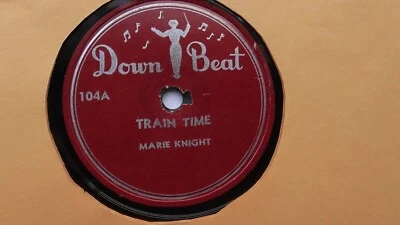 Down Beat
104A
TRAIN TIME
MARIE KNIGHT